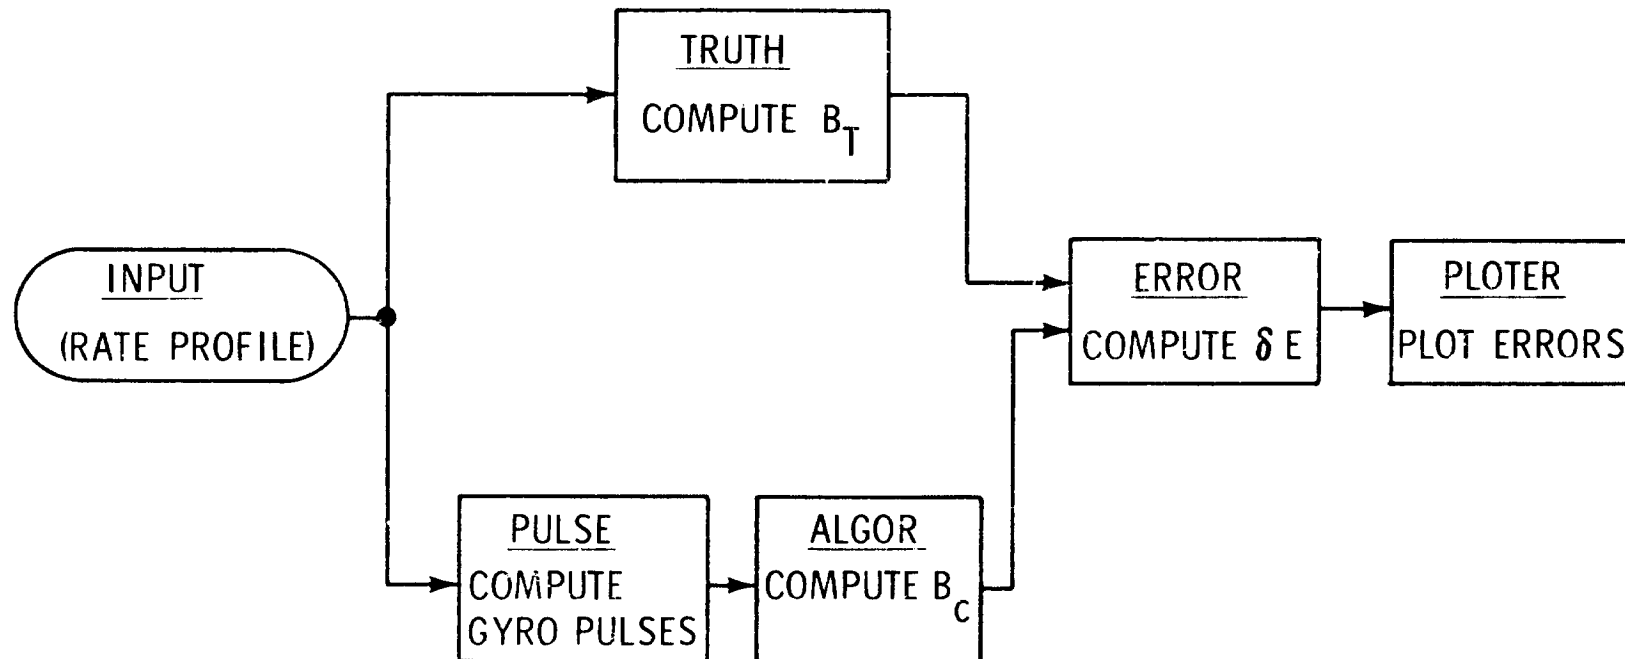 TRUTH
COMPUTE B_T
INPUT
(RATE PROFILE)
ERROR
COMPUTE δ E
PLOTER
PLOT ERRORS
PULSE
COMPUTE
GYRO PULSES
ALGOR
COMPUTE B_C